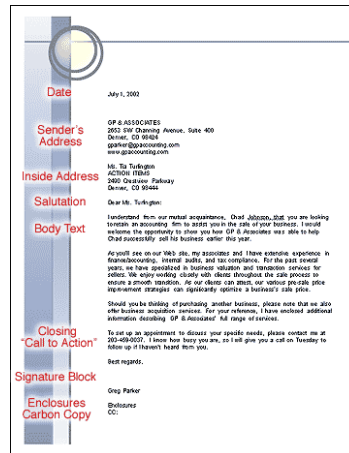 Date
July 1, 2002
Sender's
Address
GP & ASSOCIATES
2653 SW Channing Avenue, Suite 400
Denver, CO 98424
gparker@gpaccounting.com
www.gpaccounting.com
Inside Address
Ms. Tia Turlington
ACTION ITEMS
2490 Crestview Parkway
Denver, CO 98444
Salutation
Dear Ms. Turlington:
Body Text
I understand from our mutual acquaintance, Chad Johnson, that you are looking
to retain an accounting firm to assist you in the sale of your business. I would
welcome the opportunity to show you how GP & Associates was able to help
Chad successfully sell his business earlier this year.
As you'll see on our Web site, my associates and I have extensive experience in
finance/accounting, internal audits, and tax compliance. For the past several
years, we have specialized in business valuation and transaction services for
sellers. We enjoy working closely with clients throughout the sale process to
ensure a smooth transition. As our clients can attest, our various pre-sale price
improvement strategies can significantly optimize a business's sale price.
Should you be thinking of purchasing another business, please note that we also
offer business acquisition services. For your reference, I have enclosed additional
information describing GP & Associates' full range of services.
Closing
"Call to Action"
To set up an appointment to discuss your specific needs, please contact me at
203-459-0037. I know how busy you are, so I will give you a call on Tuesday to
follow up if I haven't heard from you.
Best regards,
Signature Block
Greg Parker
Enclosures
Carbon Copy
Enclosures
CC: